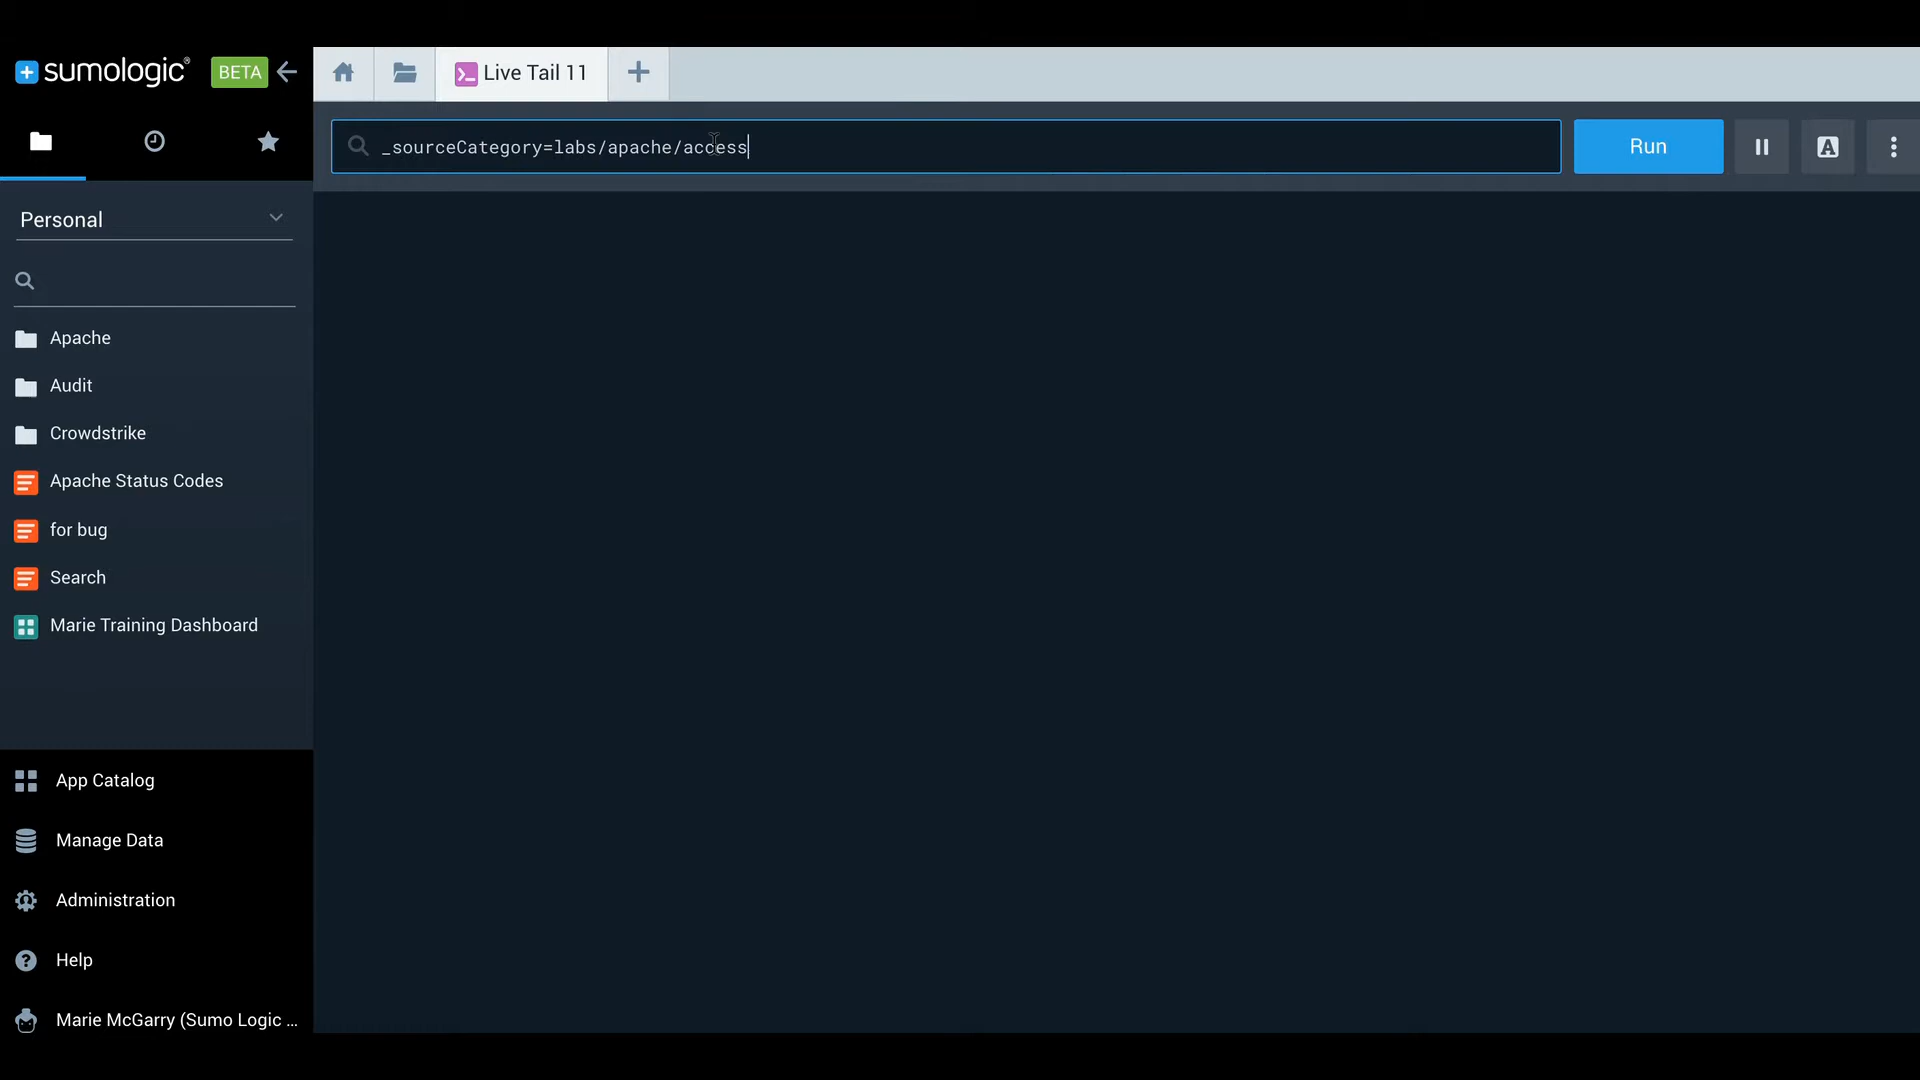 sumologic® BETA
Live Tail 11
_sourceCategory=labs/apache/access
Run
A
Personal
Apache
Audit
Crowdstrike
Apache Status Codes
for bug
Search
Marie Training Dashboard
App Catalog
Manage Data
Administration
Help
Marie McGarry (Sumo Logic ...